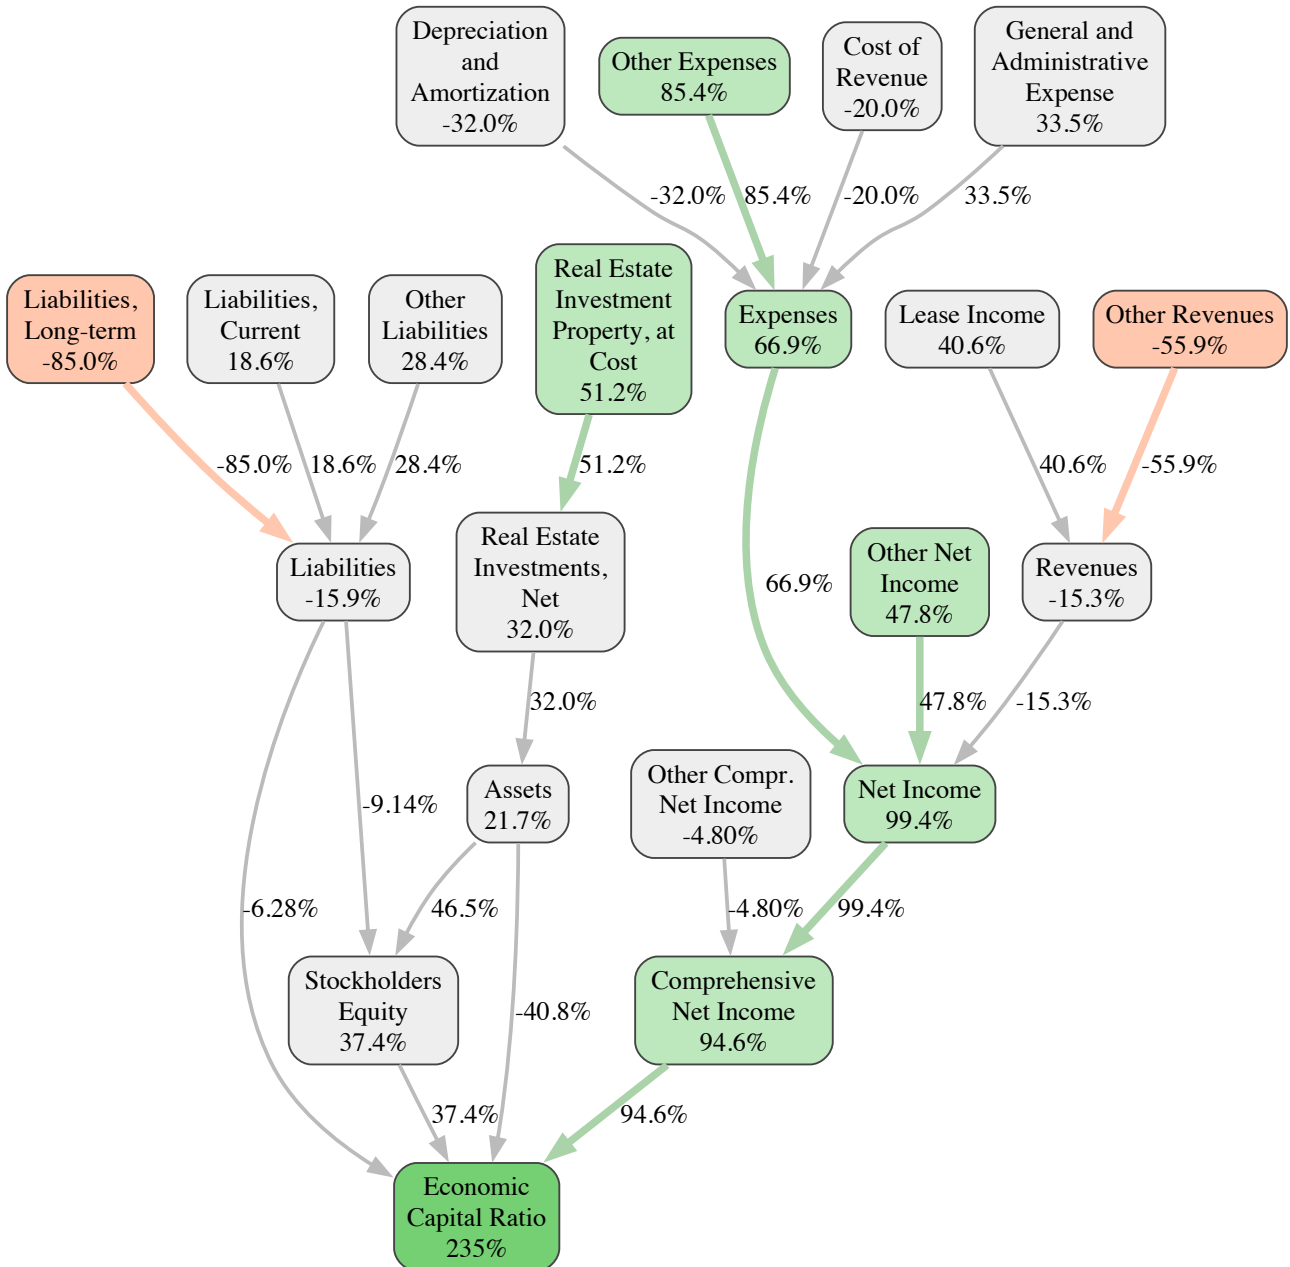 Depreciation
and
Amortization
-32.0%
Other Expenses
85.4%
Cost of
Revenue
-20.0%
General and
Administrative
Expense
33.5%
-32.0%
85.4%
-20.0%
33.5%
Liabilities,
Long-term
-85.0%
Liabilities,
Current
18.6%
Other
Liabilities
28.4%
Real Estate
Investment
Property, at
Cost
51.2%
Expenses
66.9%
Lease Income
40.6%
Other Revenues
-55.9%
-85.0%
18.6%
28.4%
51.2%
40.6%
-55.9%
Liabilities
-15.9%
Real Estate
Investments,
Net
32.0%
66.9%
Other Net
Income
47.8%
Revenues
-15.3%
32.0%
47.8%
-15.3%
-9.14%
Assets
21.7%
Other Compr.
Net Income
-4.80%
Net Income
99.4%
-6.28%
46.5%
-4.80%
99.4%
Stockholders
Equity
37.4%
-40.8%
Comprehensive
Net Income
94.6%
37.4%
94.6%
Economic
Capital Ratio
235%